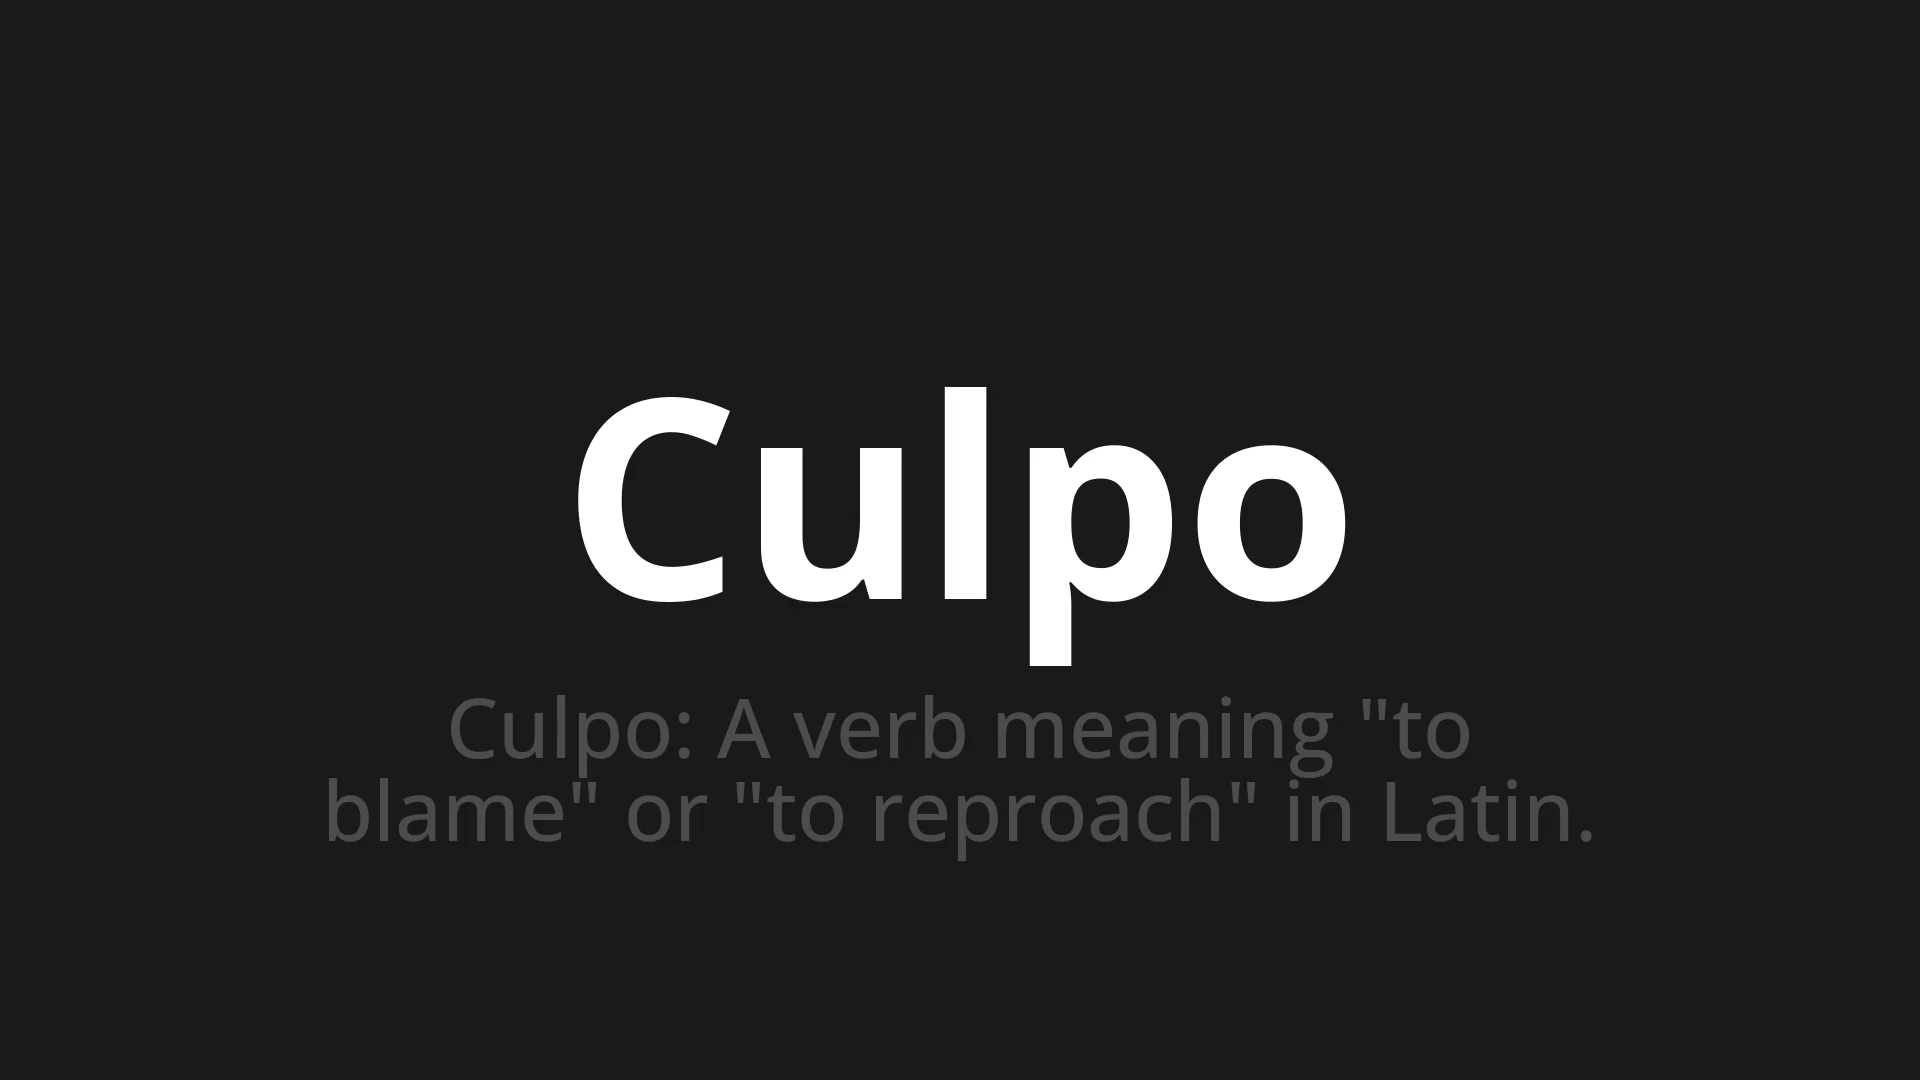 Culpo
Culpo: A verb meaning "to
blame" or "to reproach" in Latin.